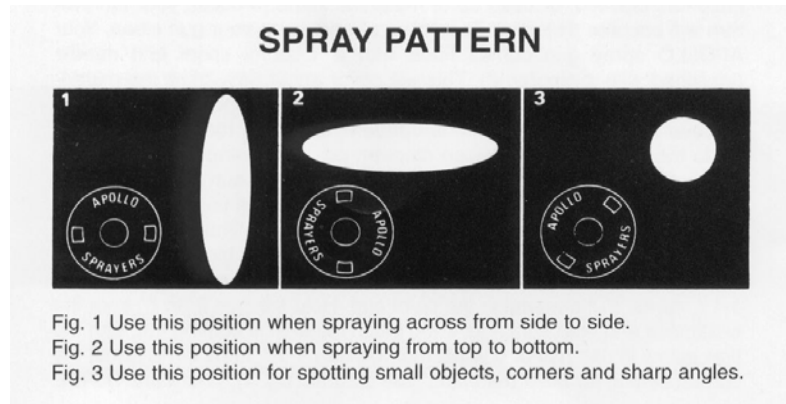 SPRAY PATTERN
1
APOLLO
SPRAYERS
2
APOLLO
SPRAYERS
3
APOLLO
SPRAYERS
Fig. 1 Use this position when spraying across from side to side.
Fig. 2 Use this position when spraying from top to bottom.
Fig. 3 Use this position for spotting small objects, corners and sharp angles.